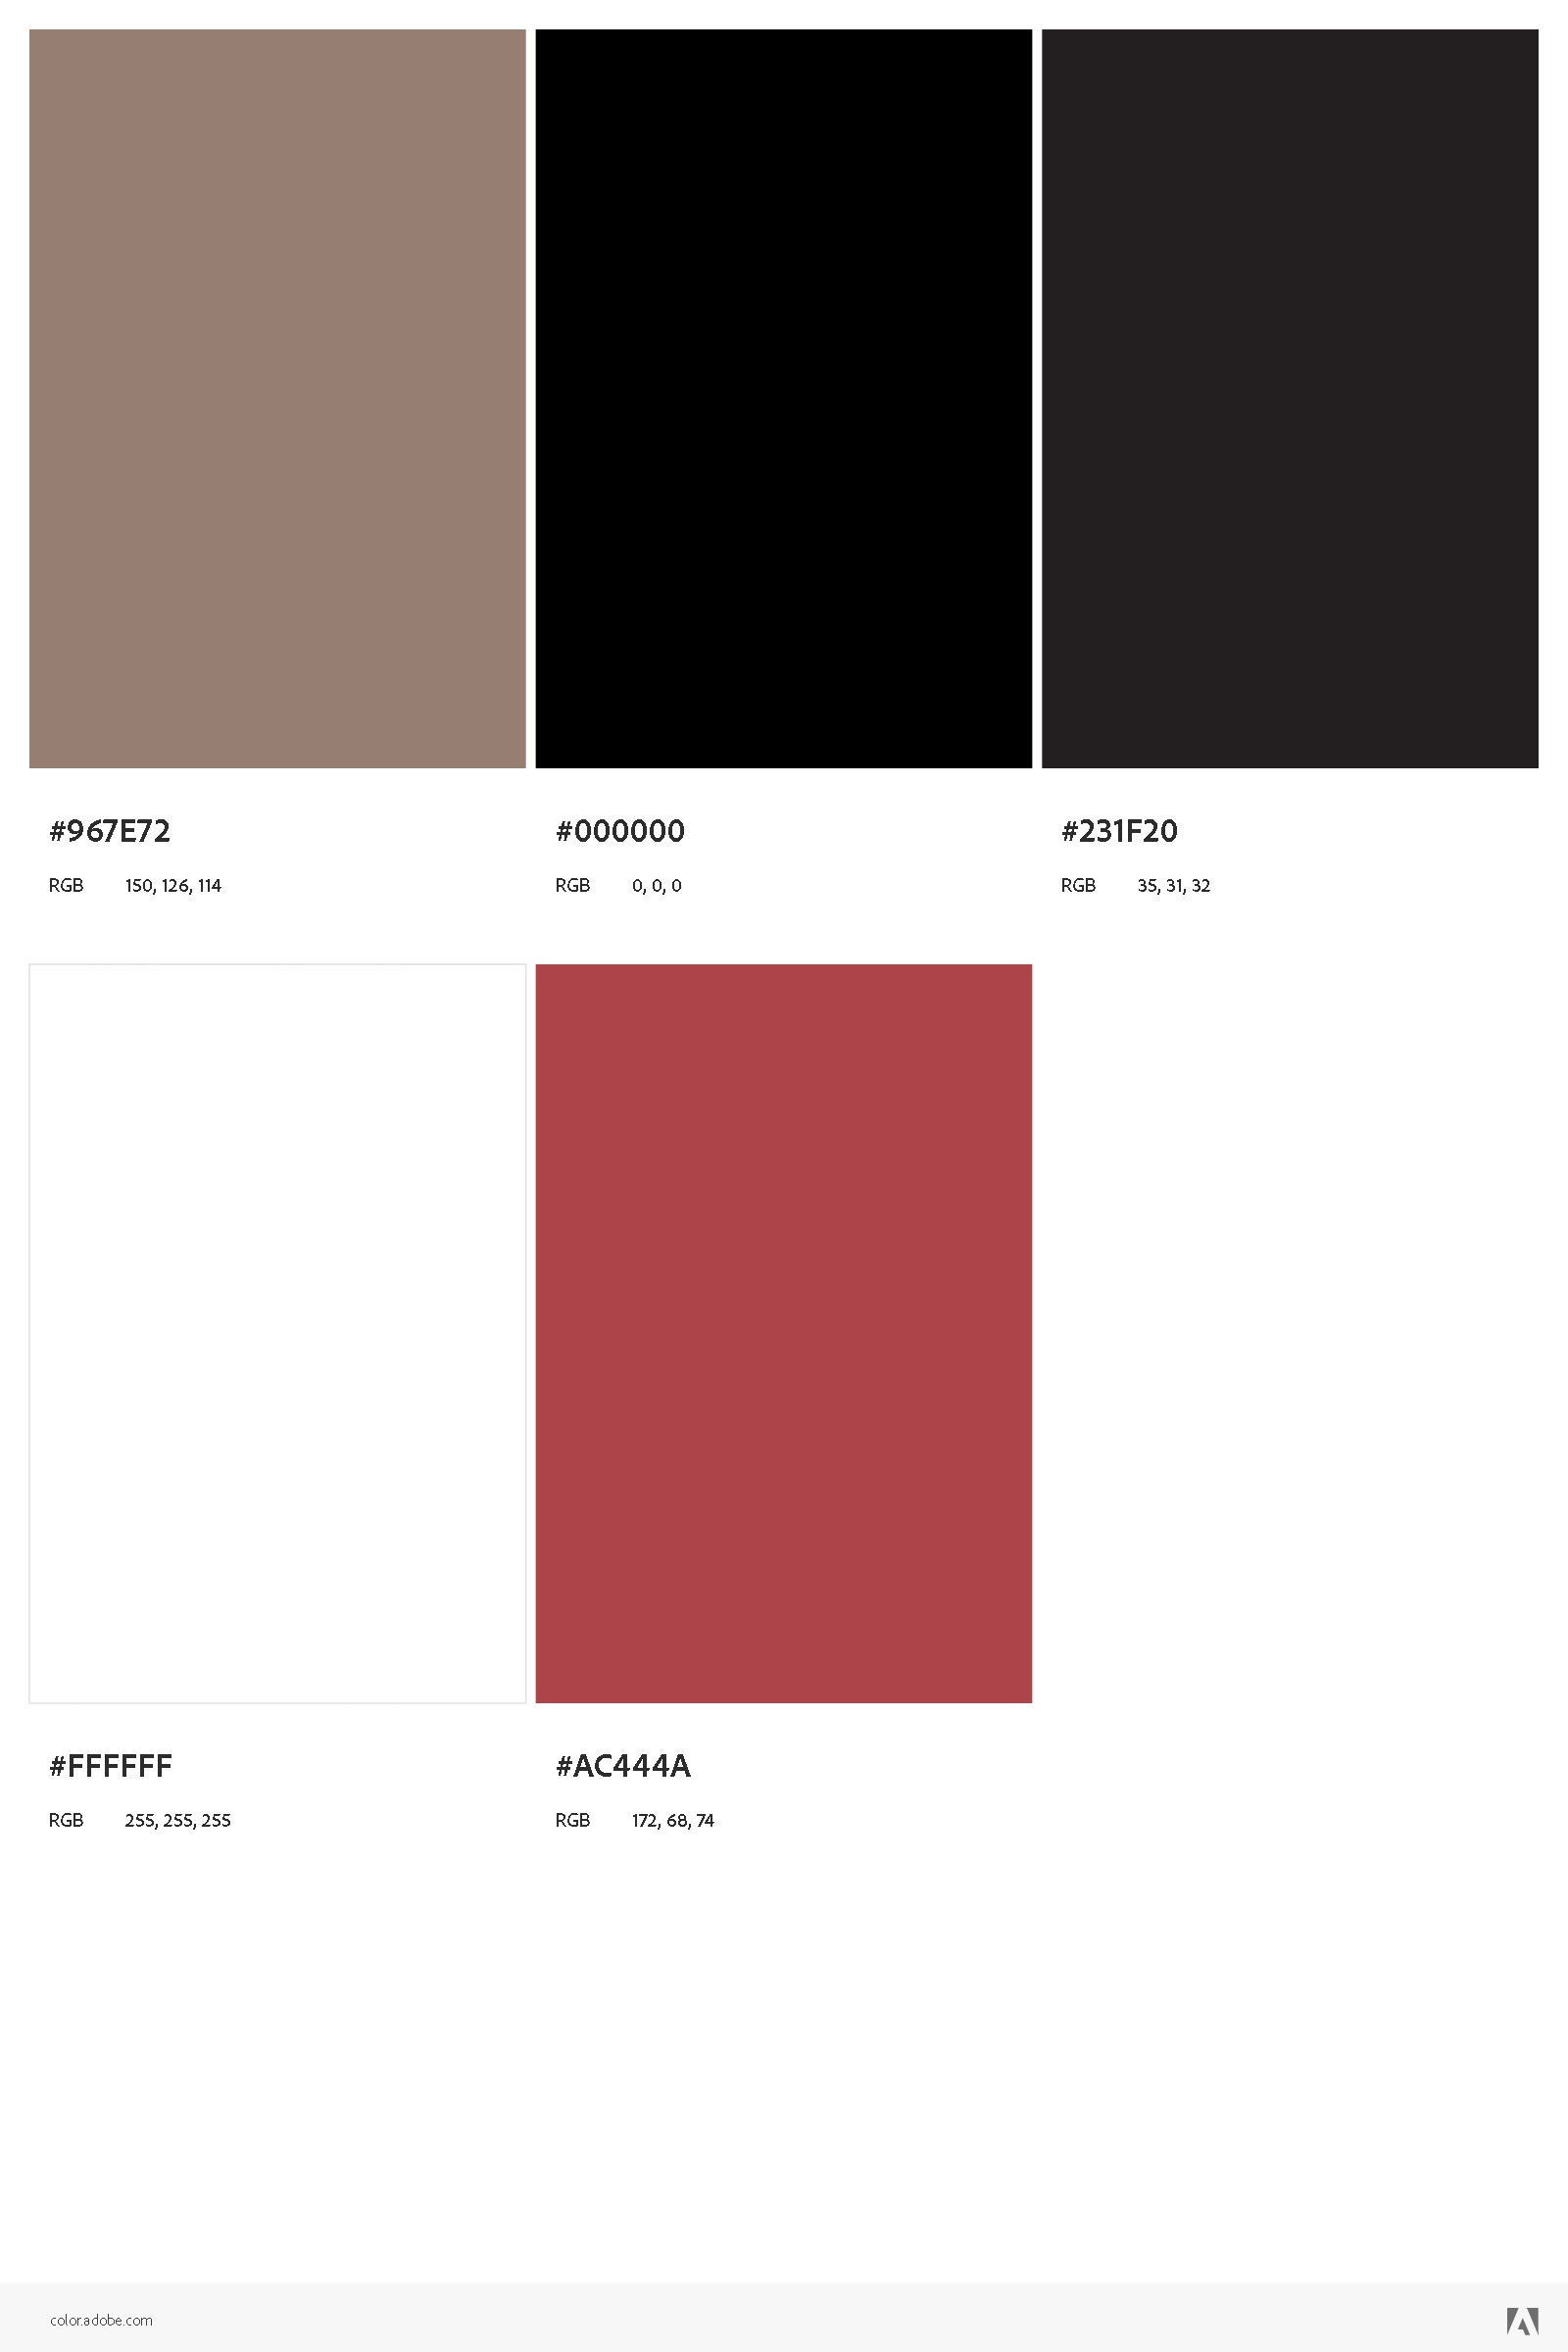 #967E72
RGB 150, 126, 114
#000000
RGB 0, 0, 0
#231F20
RGB 35, 31, 32
#FFFFFF
RGB 255, 255, 255
#AC444A
RGB 172, 68, 74
color.adobe.com